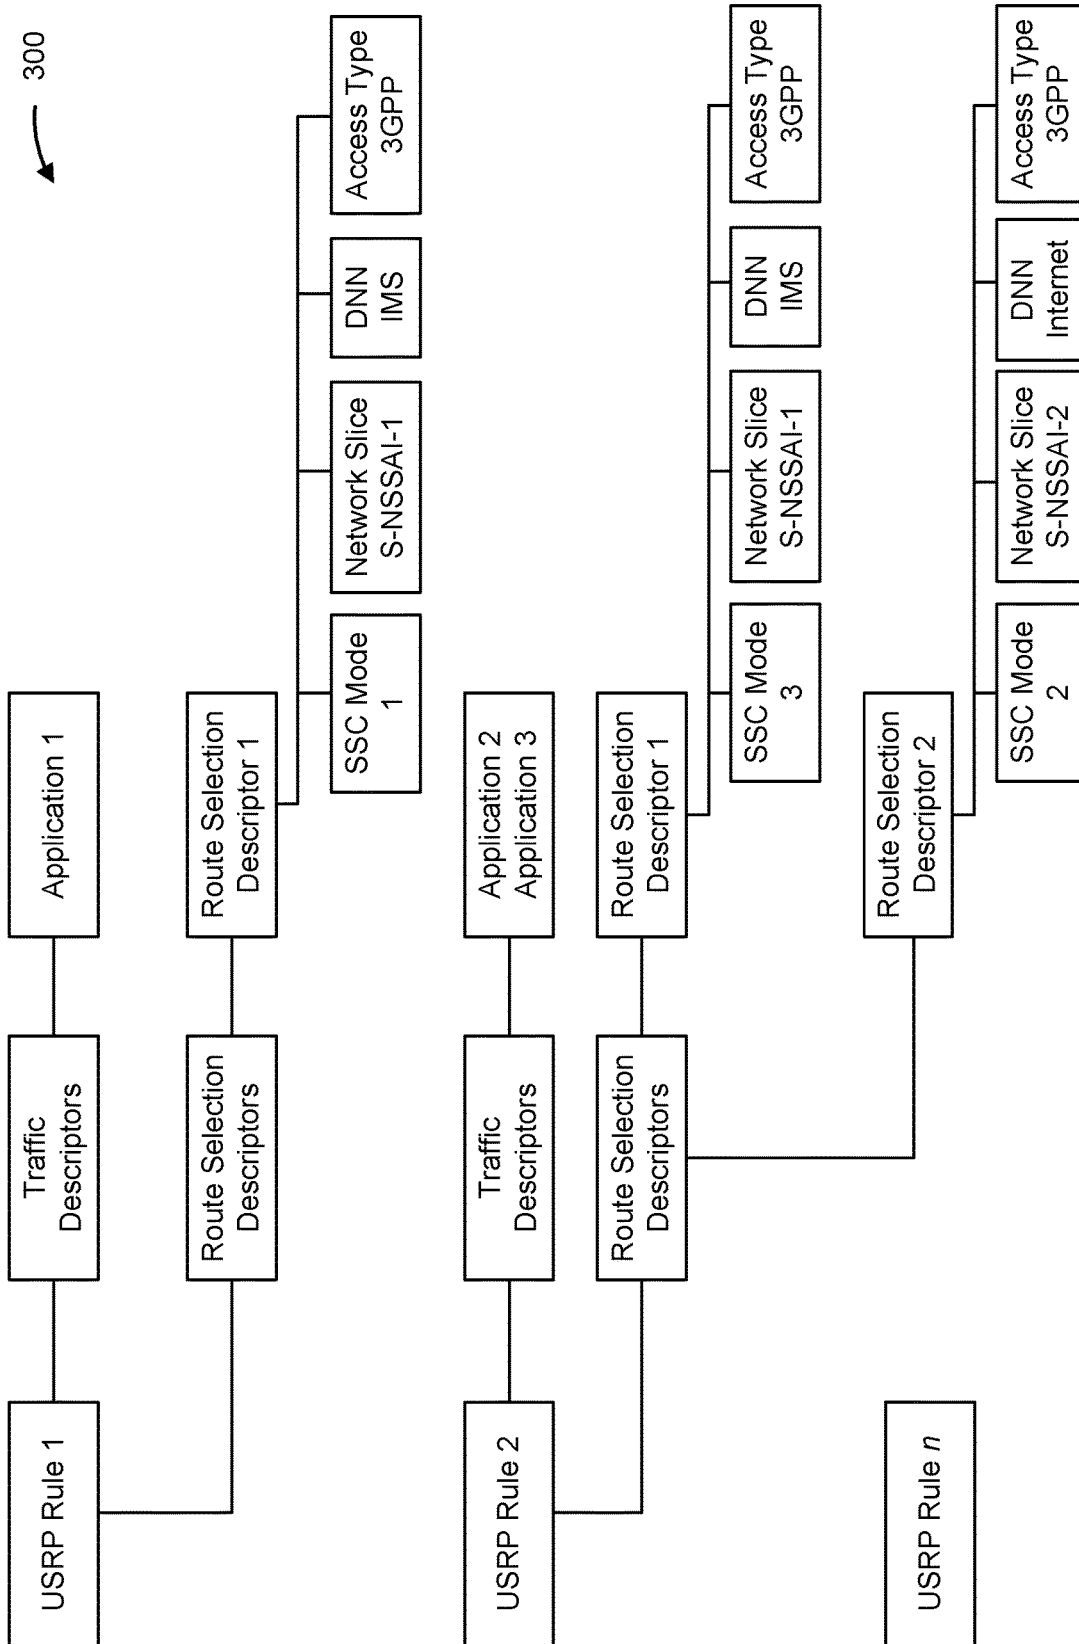 300
USRP Rule 1
Traffic
Descriptors
Application 1
Route Selection
Descriptors
Route Selection
Descriptor 1
SSC Mode
1
Network Slice
S-NSSAI-1
DNN
IMS
Access Type
3GPP
USRP Rule 2
Traffic
Descriptors
Application 2
Application 3
Route Selection
Descriptors
Route Selection
Descriptor 1
SSC Mode
3
Network Slice
S-NSSAI-1
DNN
IMS
Access Type
3GPP
Route Selection
Descriptor 2
SSC Mode
2
Network Slice
S-NSSAI-2
DNN
Internet
Access Type
3GPP
USRP Rule n